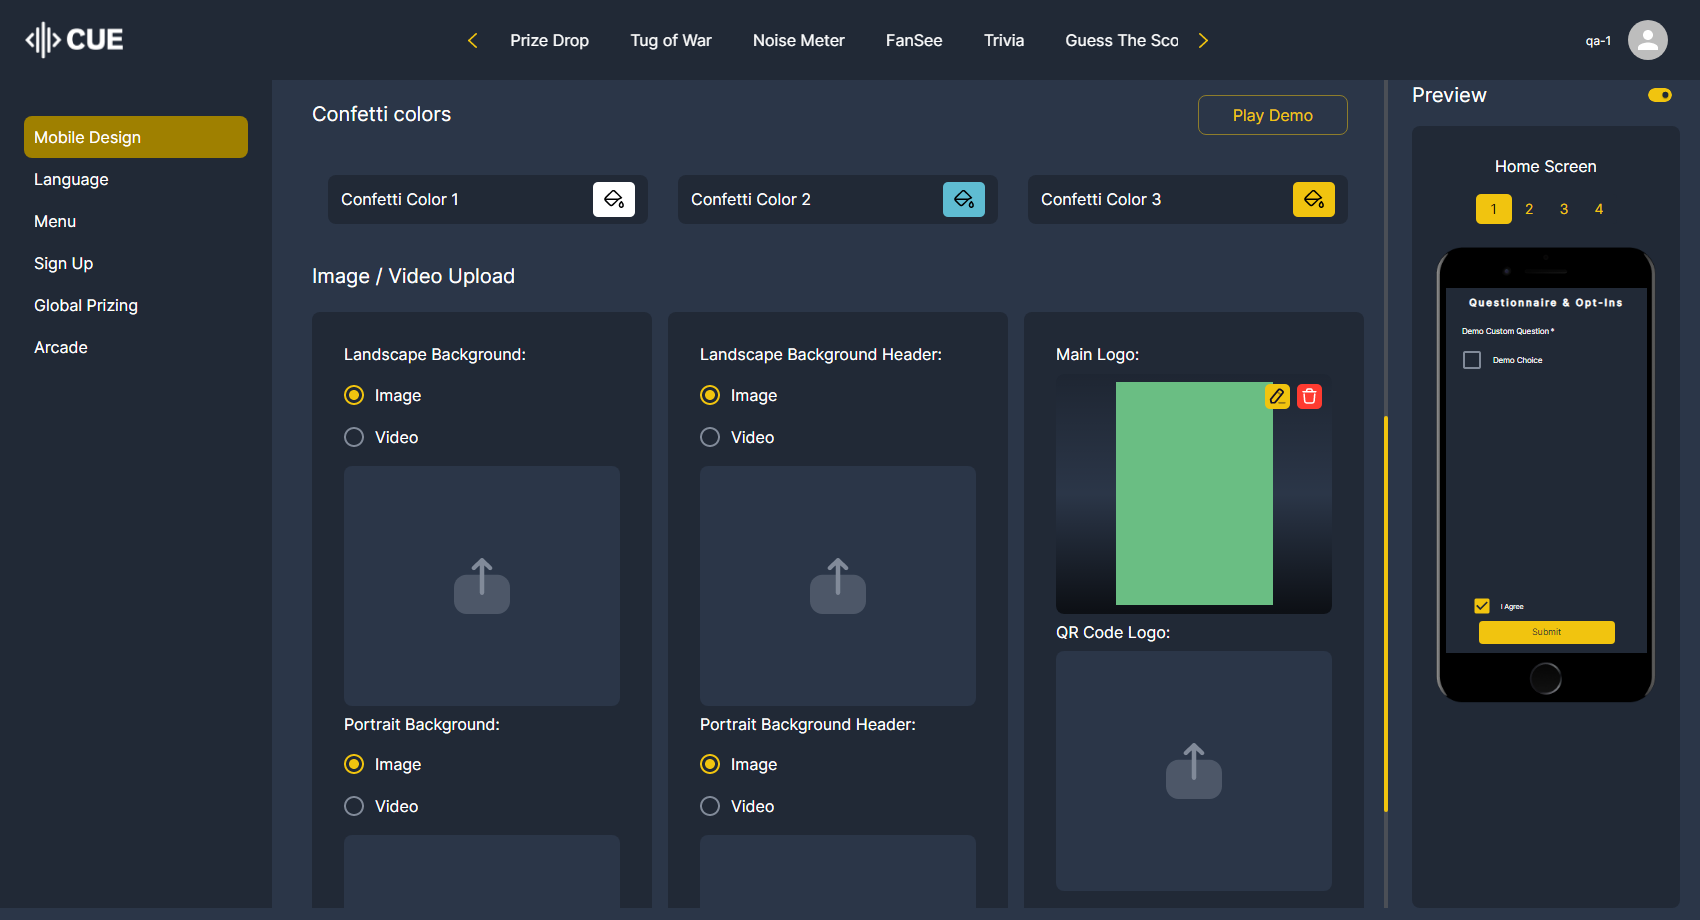 CUE
Prize Drop
Tug of War
Noise Meter
FanSee
Trivia
Guess The Sco
qa-1
Mobile Design
Language
Menu
Sign Up
Global Prizing
Arcade
Confetti colors
Play Demo
Confetti Color 1
Confetti Color 2
Confetti Color 3
Image / Video Upload
Landscape Background:
Image
Video
Portrait Background:
Image
Video
Landscape Background Header:
Image
Video
Portrait Background Header:
Image
Video
Main Logo:
QR Code Logo:
Preview
Home Screen
1 2 3 4
Questionnaire & Opt-Ins
Demo Custom Question*
Demo Choice
I Agree
Submit